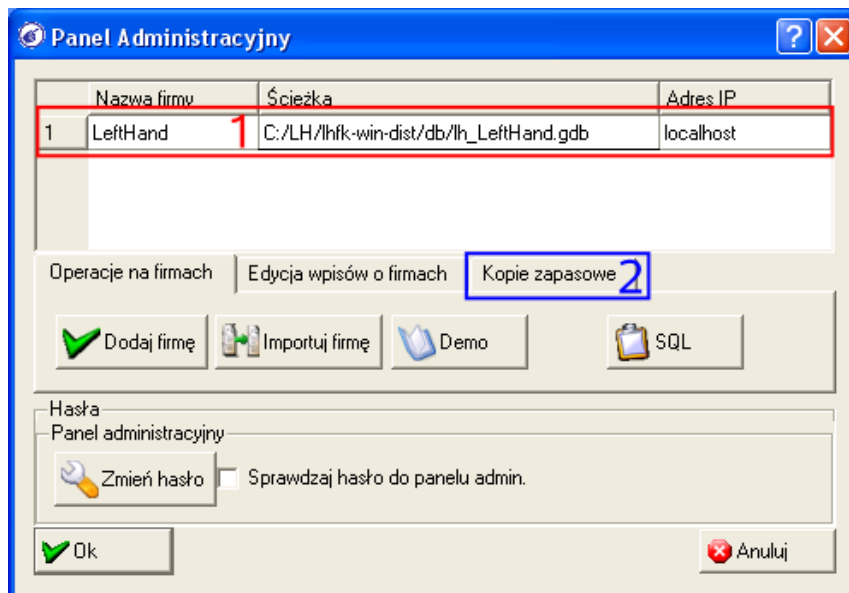 Panel Administracyjny
Nazwa firmy Ścieżka Adres IP
1 LeftHand 1 C:/LH/lhfk-win-dist/db/lh_LeftHand.gdb localhost
Operacje na firmach Edycja wpisów o firmach Kopie zapasowe 2
Dodaj firmę Importuj firmę Demo SQL
Hasła
Panel administracyjny
Zmień hasło Sprawdzaj hasło do panelu admin.
Ok Anuluj